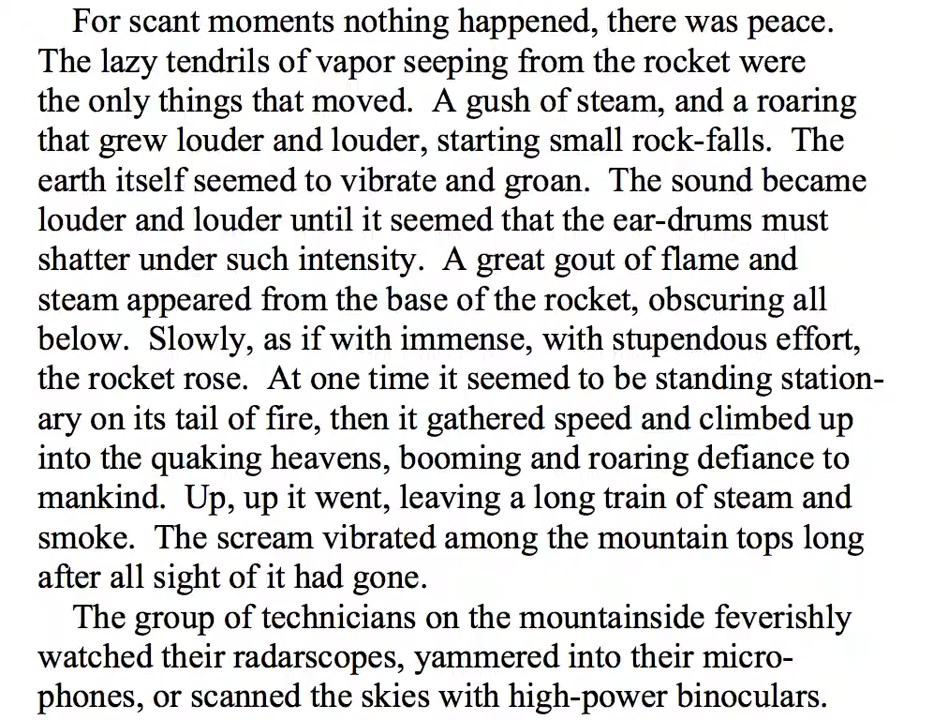 For scant moments nothing happened, there was peace.
The lazy tendrils of vapor seeping from the rocket were
the only things that moved.  A gush of steam, and a roaring
that grew louder and louder, starting small rock-falls.  The
earth itself seemed to vibrate and groan.  The sound became
louder and louder until it seemed that the ear-drums must
shatter under such intensity.  A great gout of flame and
steam appeared from the base of the rocket, obscuring all
below.  Slowly, as if with immense, with stupendous effort,
the rocket rose.  At one time it seemed to be standing station-
ary on its tail of fire, then it gathered speed and climbed up
into the quaking heavens, booming and roaring defiance to
mankind.  Up, up it went, leaving a long train of steam and
smoke.  The scream vibrated among the mountain tops long
after all sight of it had gone.
The group of technicians on the mountainside feverishly
watched their radarscopes, yammered into their micro-
phones, or scanned the skies with high-power binoculars.